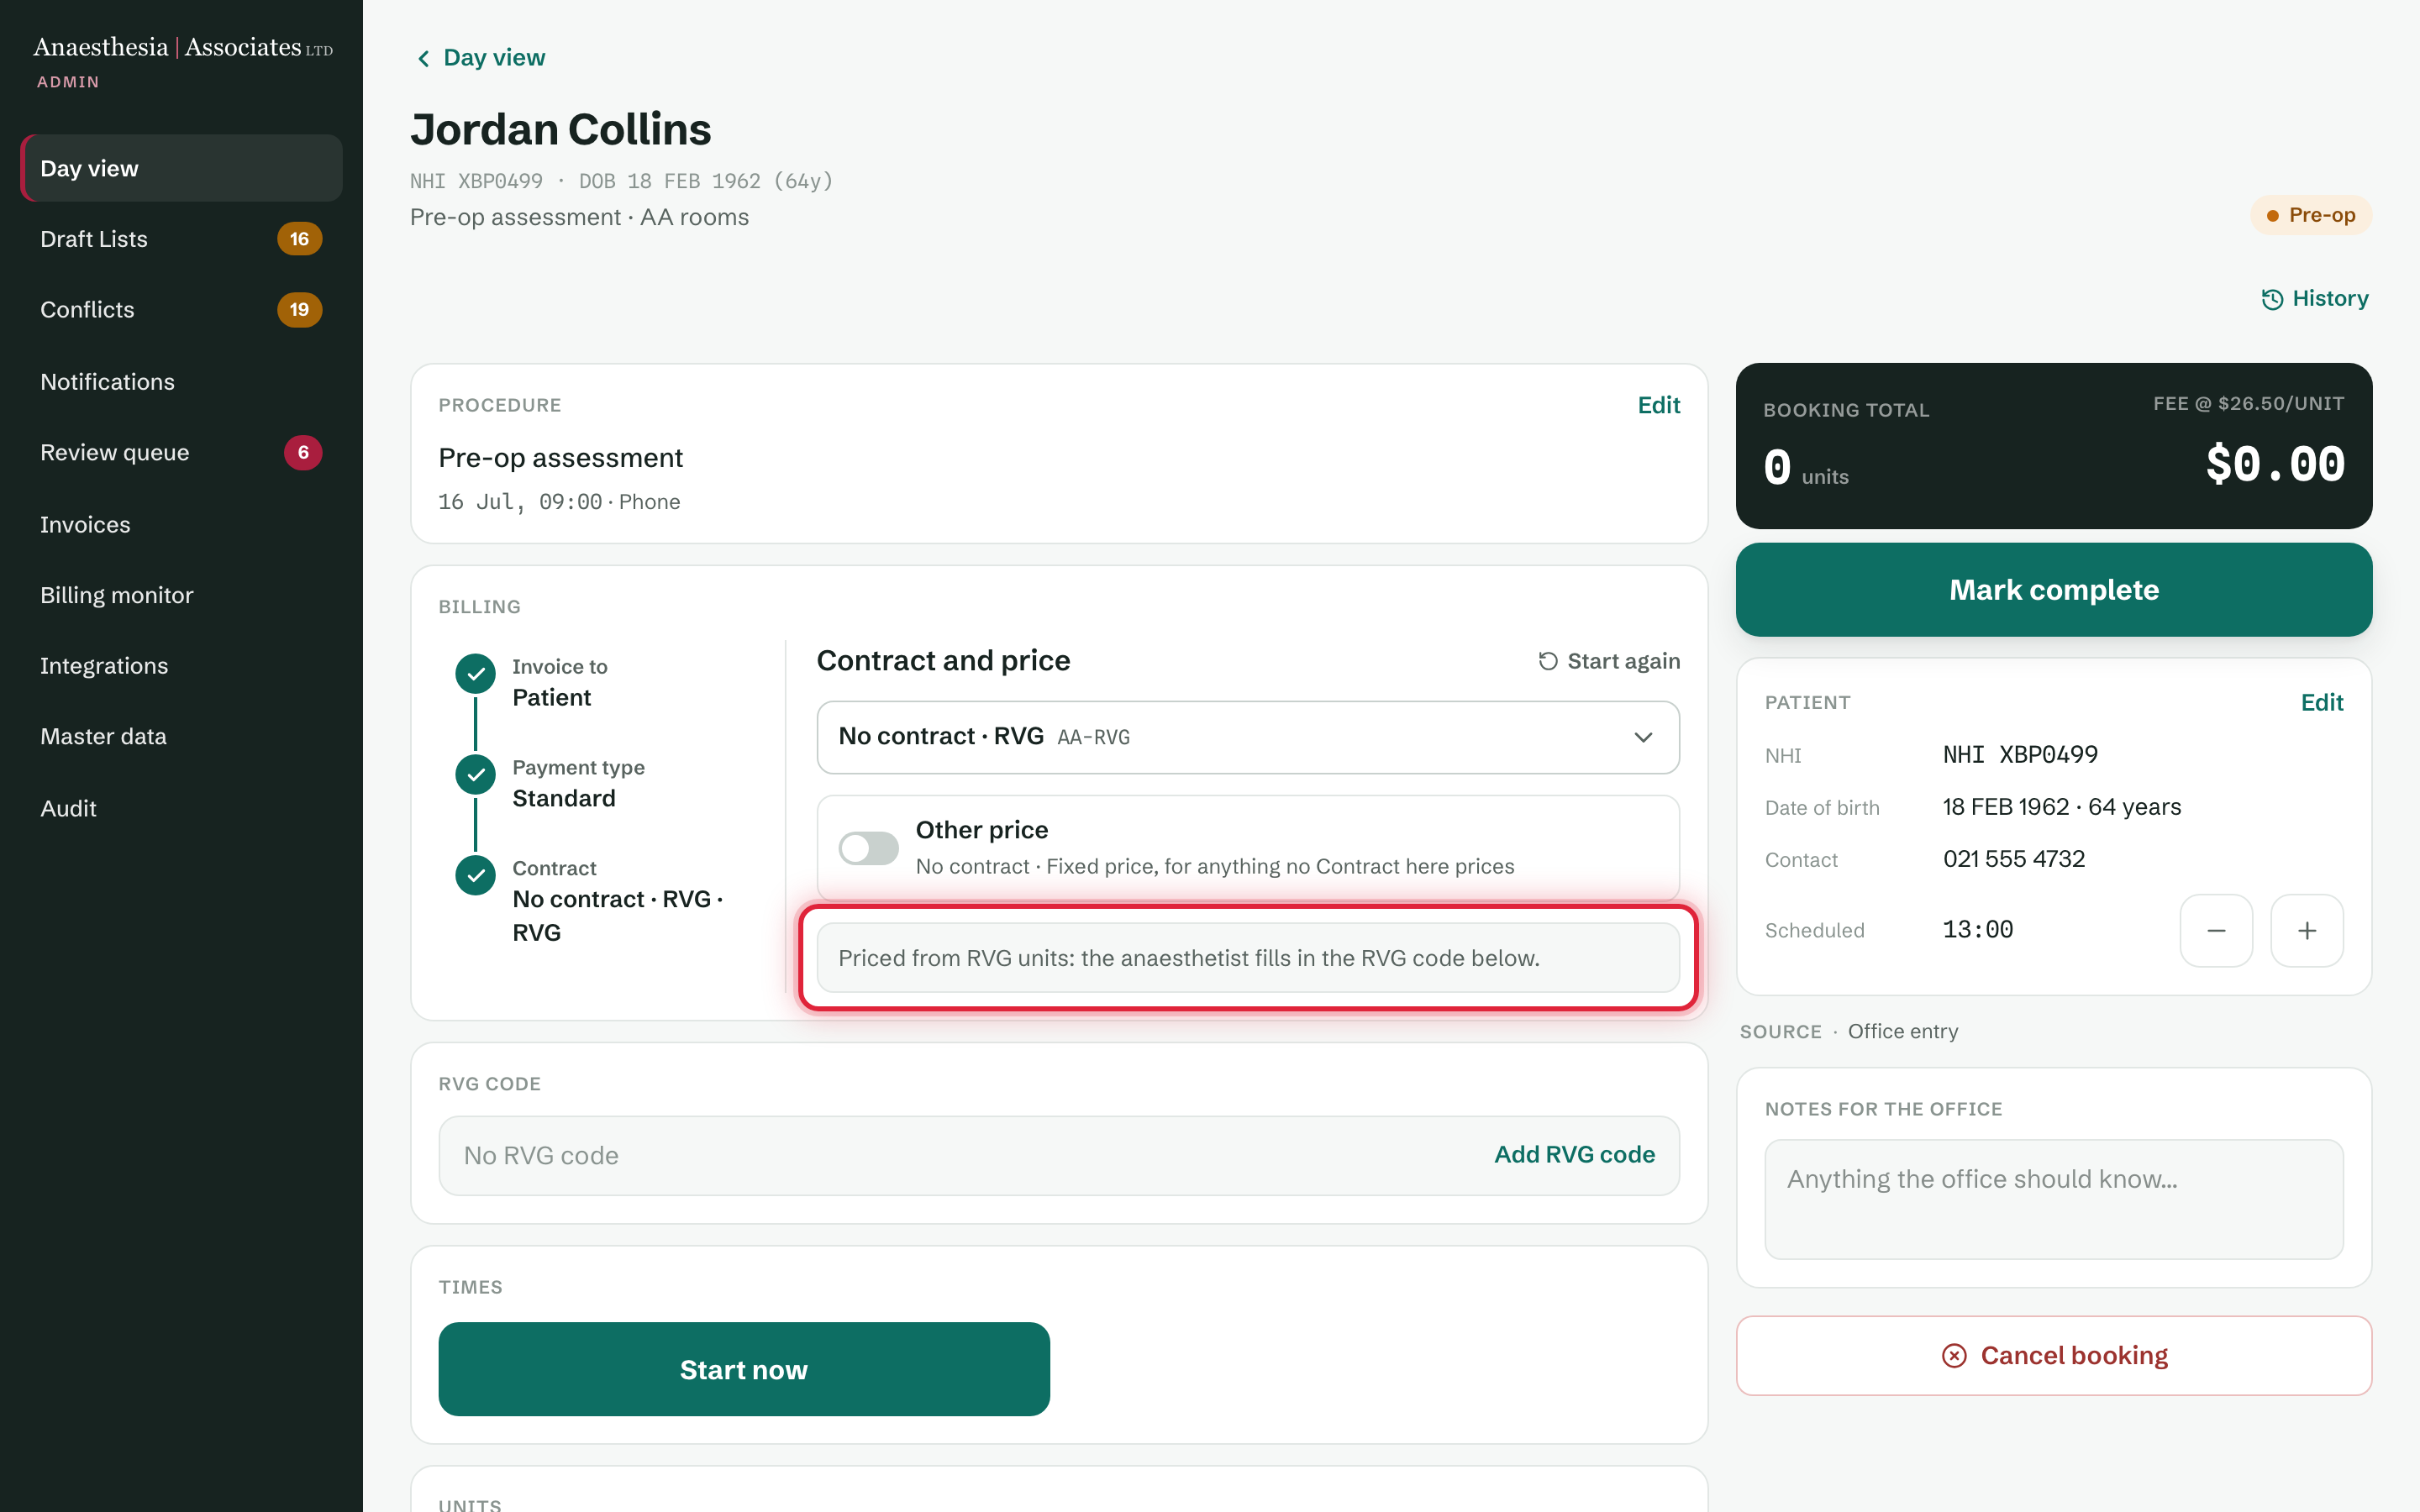 Anaesthesia | Associates LTD
ADMIN
Day view
Draft Lists 16
Conflicts 19
Notifications
Review queue 6
Invoices
Billing monitor
Integrations
Master data
Audit
Day view
Jordan Collins
NHI XBP0499 · DOB 18 FEB 1962 (64y)
Pre-op assessment · AA rooms
Pre-op
History
PROCEDURE
Edit
Pre-op assessment
16 Jul, 09:00 · Phone
BILLING
Invoice to
Patient
Payment type
Standard
Contract
No contract · RVG ·
RVG
Contract and price
Start again
No contract · RVG AA-RVG
Other price
No contract · Fixed price, for anything no Contract here prices
Priced from RVG units: the anaesthetist fills in the RVG code below.
RVG CODE
No RVG code
Add RVG code
TIMES
Start now
UNITS
BOOKING TOTAL
FEE @ $26.50/UNIT
0 units
$0.00
Mark complete
PATIENT
Edit
NHI
NHI XBP0499
Date of birth
18 FEB 1962 · 64 years
Contact
021 555 4732
Scheduled
13:00
SOURCE · Office entry
NOTES FOR THE OFFICE
Anything the office should know...
Cancel booking